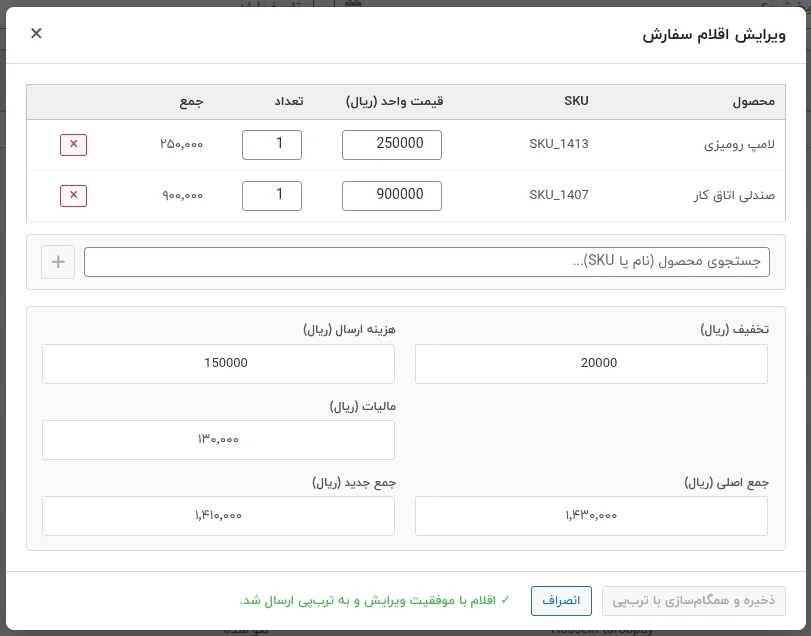 ویرایش اقلام سفارش ×
محصول SKU قیمت واحد (ریال) تعداد جمع
لامپ رومیزی SKU_1413 250000 1 ۲۵۰٬۰۰۰ ×
صندلی اتاق کار SKU_1407 900000 1 ۹۰۰٬۰۰۰ ×
جستجوی محصول (نام یا SKU)... +
تخفیف (ریال) هزینه ارسال (ریال)
20000 150000
مالیات (ریال)
۱۳۰٬۰۰۰
جمع اصلی (ریال) جمع جدید (ریال)
۱٬۴۳۰٬۰۰۰ ۱٬۴۱۰٬۰۰۰
ذخیره و همگام‌سازی با ترب‌پی انصراف ✓ اقلام با موفقیت ویرایش و به ترب‌پی ارسال شد.